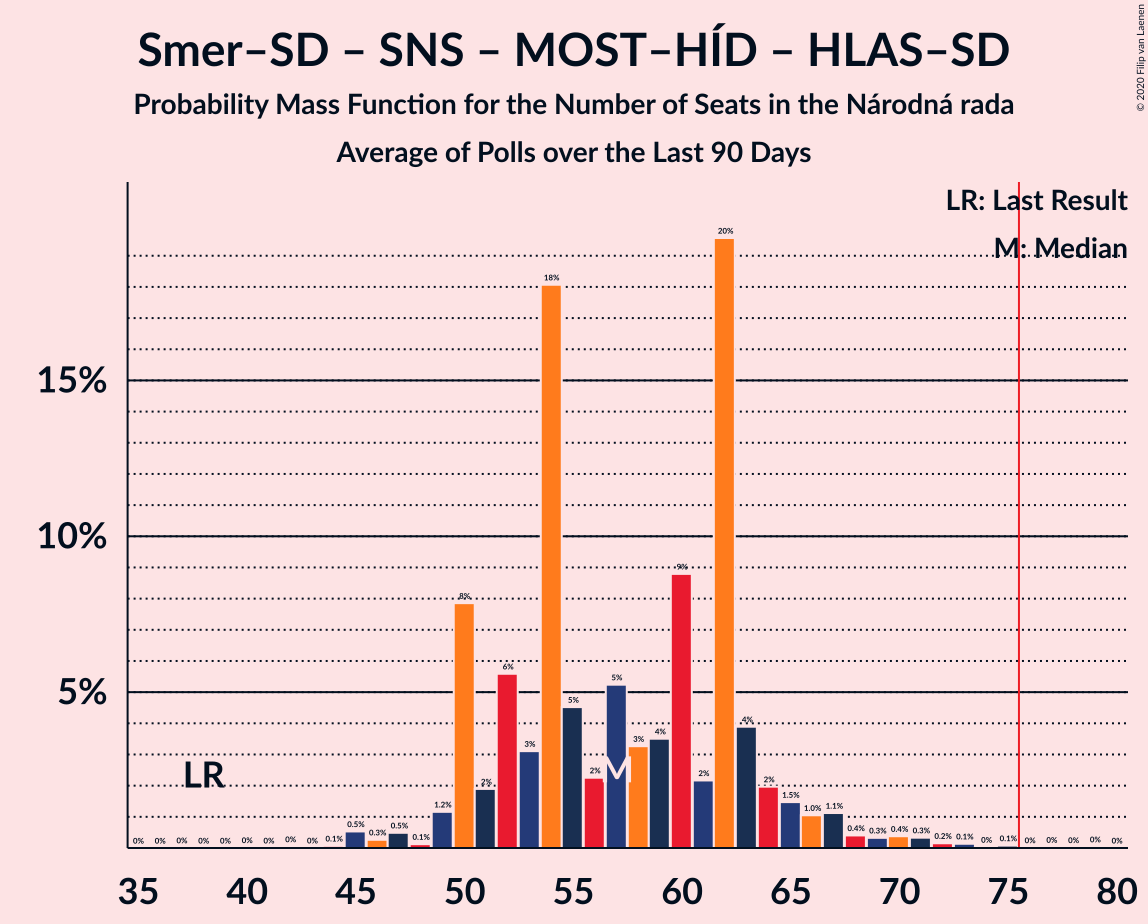 Smer–SD – SNS – MOST–HÍD – HLAS–SD
Probability Mass Function for the Number of Seats in the Národná rada
Average of Polls over the Last 90 Days
© 2020 Filip van Laenen
LR: Last Result
M: Median
15%
10%
5%
LR
M
0% 0% 0% 0% 0% 0% 0% 0% 0% 0.1% 0.5% 0.3% 0.5% 0.1% 1.2% 8% 2% 6% 3% 18% 5% 2% 5% 3% 4% 9% 2% 20% 4% 2% 1.5% 1.0% 1.1% 0.4% 0.3% 0.4% 0.3% 0.2% 0.1% 0% 0.1% 0% 0% 0% 0% 0%
35 40 45 50 55 60 65 70 75 80